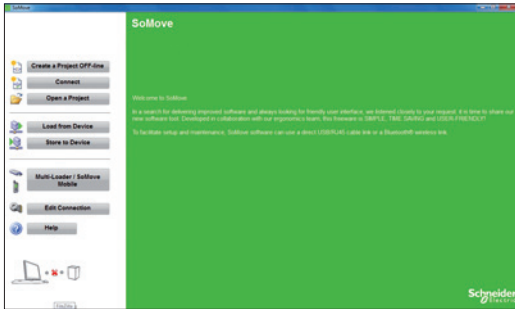 SoMove
SoMove
Create a Project OFF-line
Connect
Open a Project
Load from Device
Store to Device
Multi-Loader / SoMove
Mobile
Edit Connection
Help
Welcome to SoMove
In a search for delivering improved software and always looking for friendly user interface, we listened closely to your request. It is time to share our
new software tool. Developed in collaboration with our ergonomics team, this freeware is SIMPLE, TIME SAVING and USER-FRIENDLY!
To facilitate setup and maintenance, SoMove software can use a direct USB/RJ45 cable link or a Bluetooth® wireless link.
Schneider
Electric